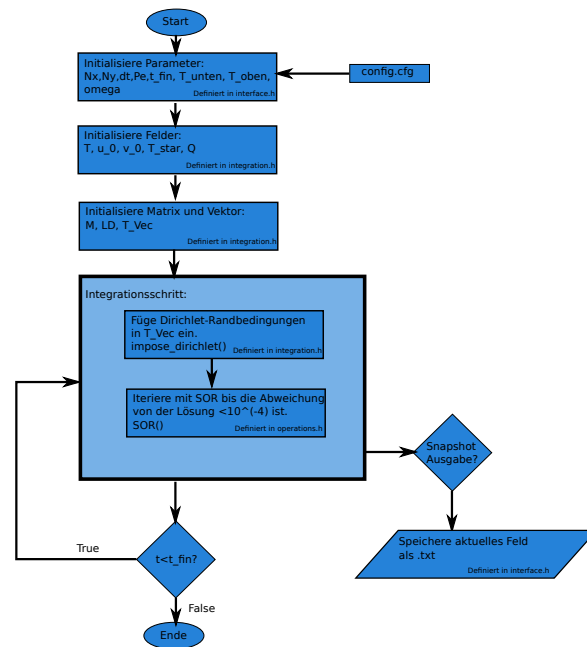 Start
Initialisiere Parameter:
Nx,Ny,dt,Pe,t_fin, T_unten, T_oben,
omega
Definiert in interface.h
config.cfg
Initialisiere Felder:
T, u_0, v_0, T_star, Q
Definiert in integration.h
Initialisiere Matrix und Vektor:
M, LD, T_Vec
Definiert in integration.h
Integrationsschritt:
Füge Dirichlet-Randbedingungen
in T_Vec ein.
impose_dirichlet()
Definiert in integration.h
Iteriere mit SOR bis die Abweichung
von der Lösung <10^(-4) ist.
SOR()
Definiert in operations.h
Snapshot
Ausgabe?
Speichere aktuelles Feld
als .txt
Definiert in interface.h
True
t<t_fin?
False
Ende